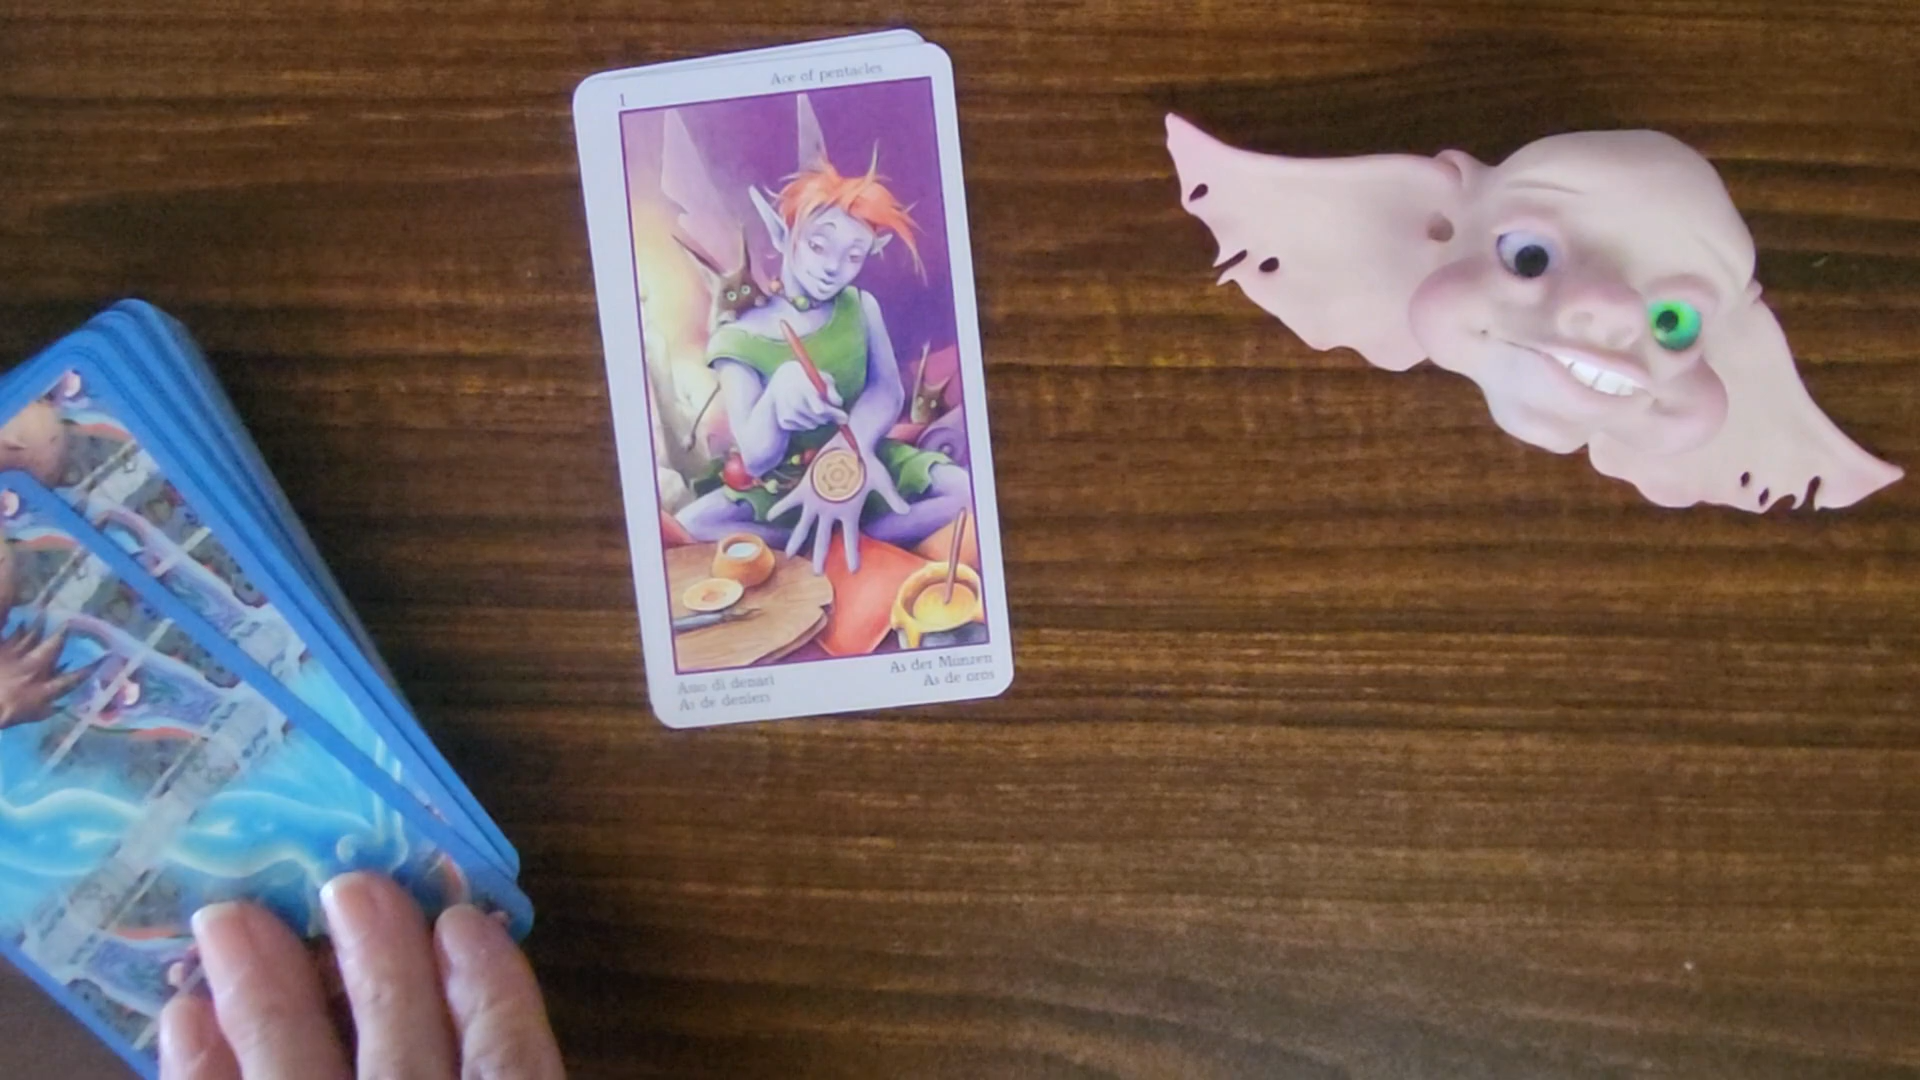 Ace of pentacles
1
Asso di denari
As de deniers
As der Münzen
As de oros